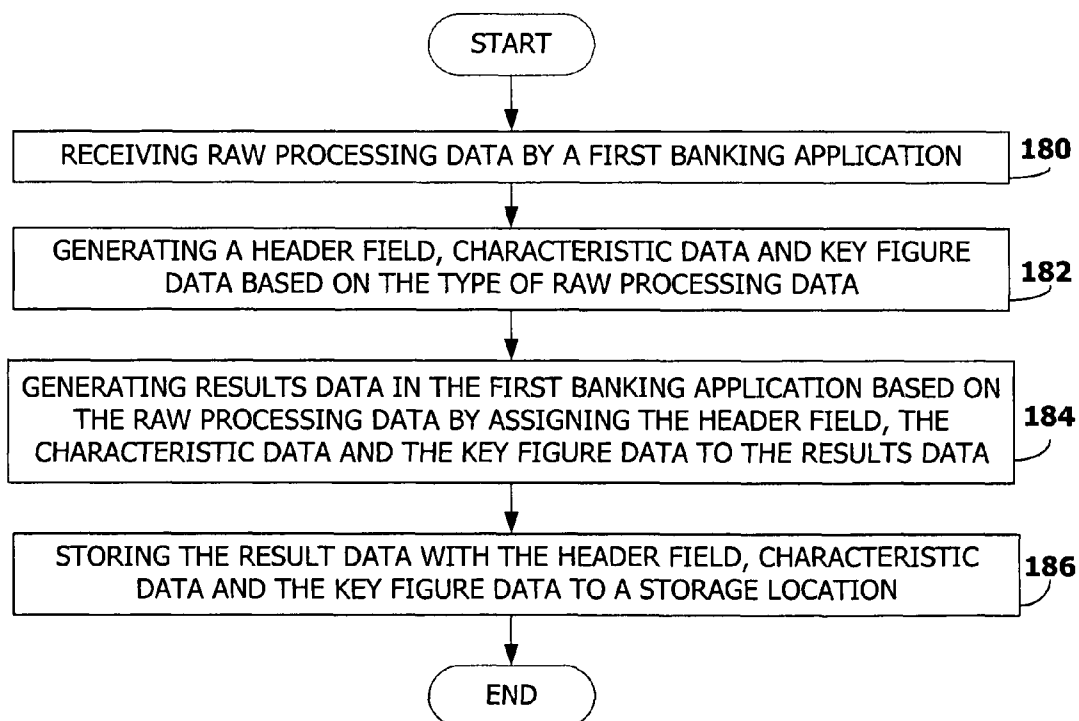 START
RECEIVING RAW PROCESSING DATA BY A FIRST BANKING APPLICATION
180
GENERATING A HEADER FIELD, CHARACTERISTIC DATA AND KEY FIGURE
DATA BASED ON THE TYPE OF RAW PROCESSING DATA
182
GENERATING RESULTS DATA IN THE FIRST BANKING APPLICATION BASED ON
THE RAW PROCESSING DATA BY ASSIGNING THE HEADER FIELD, THE
CHARACTERISTIC DATA AND THE KEY FIGURE DATA TO THE RESULTS DATA
184
STORING THE RESULT DATA WITH THE HEADER FIELD, CHARACTERISTIC
DATA AND THE KEY FIGURE DATA TO A STORAGE LOCATION
186
END